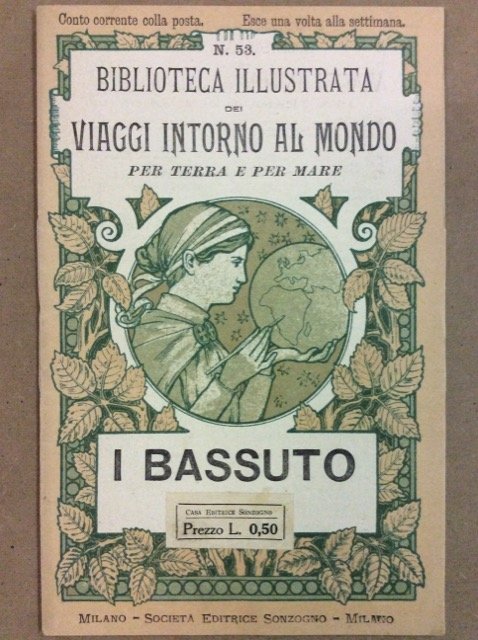 Conto corrente colla posta. Esce una volta alla settimana.
N. 53.
BIBLIOTECA ILLUSTRATA
DEI
VIAGGI INTORNO AL MONDO
PER TERRA E PER MARE
I BASSUTO
CASA EDITRICE SONZOGNO
Prezzo L. 0,50
MILANO - SOCIETÀ EDITRICE SONZOGNO - MILANO